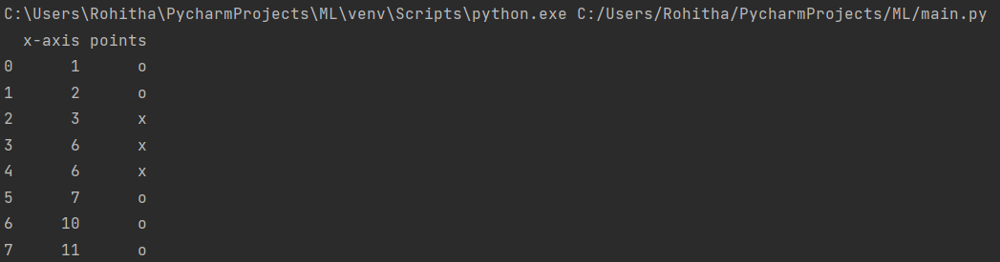 C:\Users\Rohitha\PycharmProjects\ML\venv\Scripts\python.exe C:/Users/Rohitha/PycharmProjects/ML/main.py
x-axis points
0 1 o
1 2 o
2 3 x
3 6 x
4 6 x
5 7 o
6 10 o
7 11 o